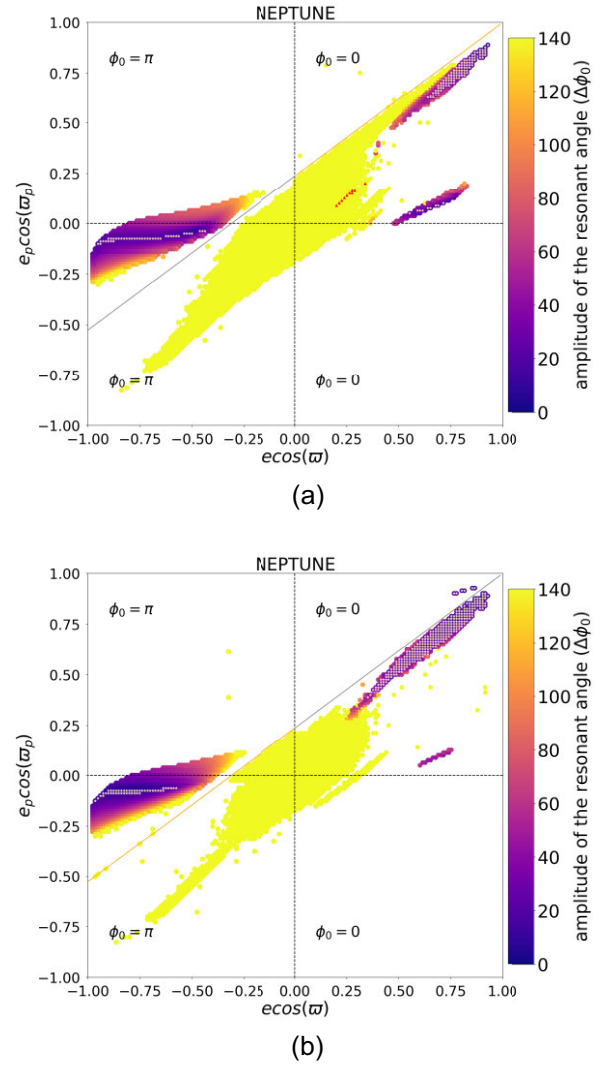 NEPTUNE
1.00
0.75
0.50
0.25
0.00
−0.25
−0.50
−0.75
−1.00
e_p cos(ϖ_p)
ϕ₀ = π
ϕ₀ = 0
ϕ₀ = π
ϕ₀ = 0
−1.00 −0.75 −0.50 −0.25 0.00 0.25 0.50 0.75 1.00
ecos(ϖ)
140
120
100
80
60
40
20
0
amplitude of the resonant angle (Δϕ₀)
(a)
NEPTUNE
1.00
0.75
0.50
0.25
0.00
−0.25
−0.50
−0.75
−1.00
e_p cos(ϖ_p)
ϕ₀ = π
ϕ₀ = 0
ϕ₀ = π
ϕ₀ = 0
−1.00 −0.75 −0.50 −0.25 0.00 0.25 0.50 0.75 1.00
ecos(ϖ)
140
120
100
80
60
40
20
0
amplitude of the resonant angle (Δϕ₀)
(b)